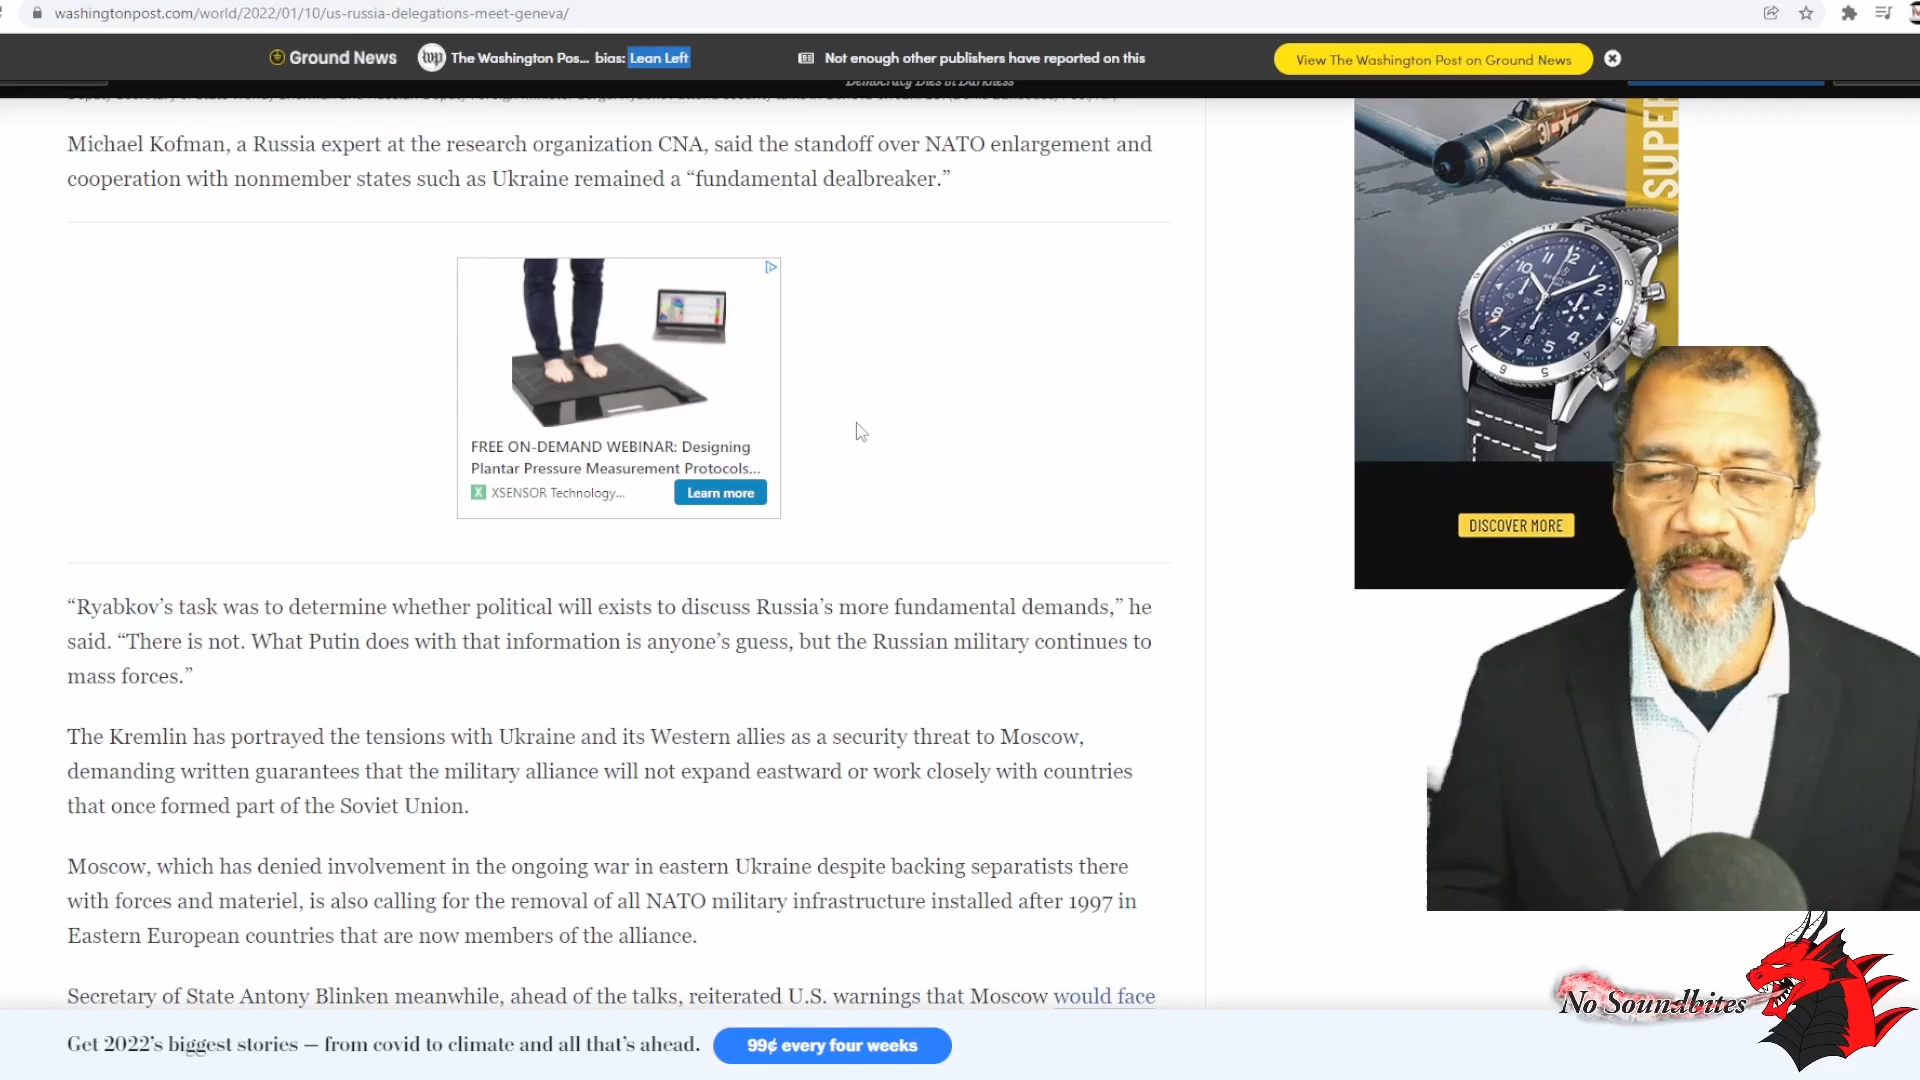 washingtonpost.com/world/2022/01/10/us-russia-delegations-meet-geneva/
Ground News wp The Washington Pos... bias: Lean Left Not enough other publishers have reported on this View The Washington Post on Ground News
Democracy Dies in Darkness
Michael Kofman, a Russia expert at the research organization CNA, said the standoff over NATO enlargement and
cooperation with nonmember states such as Ukraine remained a “fundamental dealbreaker.”
FREE ON-DEMAND WEBINAR: Designing
Plantar Pressure Measurement Protocols...
XSENSOR Technology...
Learn more
SUPE
31
BREITLING
DISCOVER MORE
“Ryabkov’s task was to determine whether political will exists to discuss Russia’s more fundamental demands,” he
said. “There is not. What Putin does with that information is anyone’s guess, but the Russian military continues to
mass forces.”
The Kremlin has portrayed the tensions with Ukraine and its Western allies as a security threat to Moscow,
demanding written guarantees that the military alliance will not expand eastward or work closely with countries
that once formed part of the Soviet Union.
Moscow, which has denied involvement in the ongoing war in eastern Ukraine despite backing separatists there
with forces and materiel, is also calling for the removal of all NATO military infrastructure installed after 1997 in
Eastern European countries that are now members of the alliance.
Secretary of State Antony Blinken meanwhile, ahead of the talks, reiterated U.S. warnings that Moscow would face
Get 2022’s biggest stories — from covid to climate and all that’s ahead.
99¢ every four weeks
No Soundbites